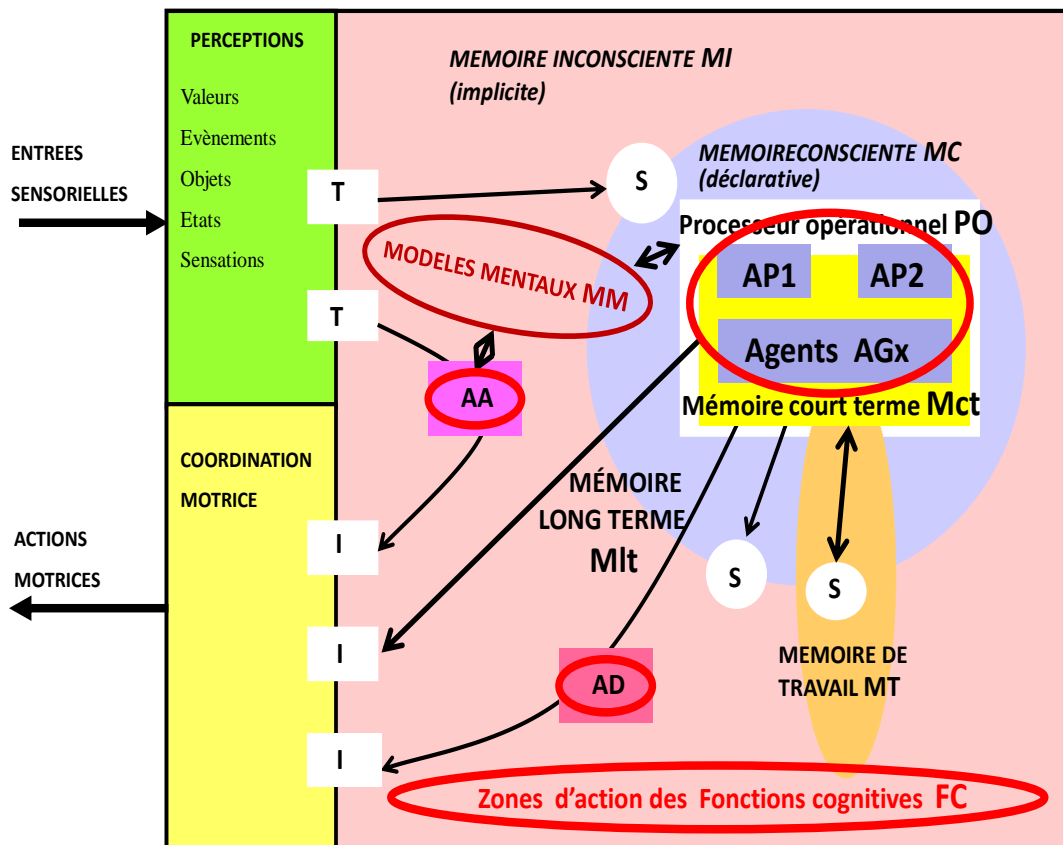 PERCEPTIONS
Valeurs
Evènements
Objets
Etats
Sensations
ENTREES
SENSORIELLES
MEMOIRE INCONSCIENTE MI
(implicite)
MEMOIRECONSCIENTE MC
(déclarative)
T
S
Processeur opérationnel PO
MODELES MENTAUX MM
AP1
AP2
T
Agents AGx
AA
Mémoire court terme Mct
COORDINATION
MOTRICE
MÉMOIRE
LONG TERME
Mlt
ACTIONS
MOTRICES
I
S
S
I
MEMOIRE DE
TRAVAIL MT
AD
I
Zones d’action des Fonctions cognitives FC